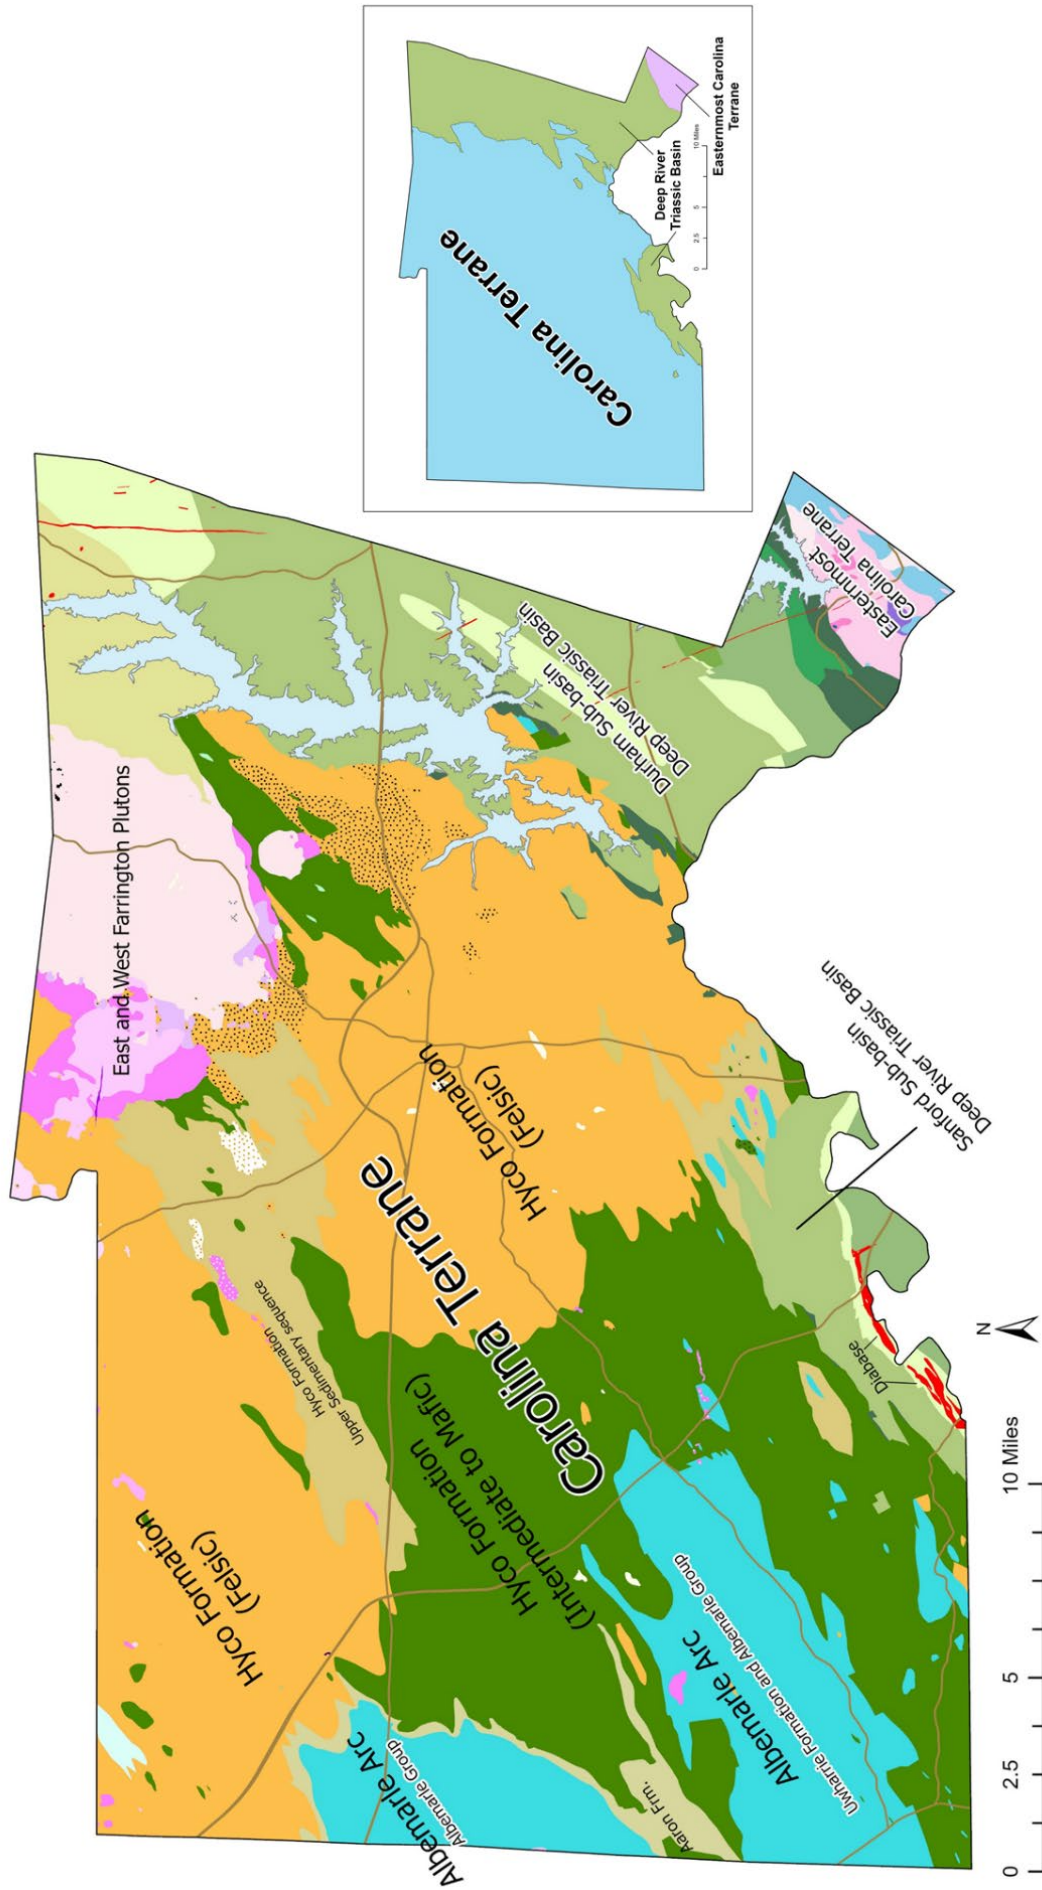 Carolina Terrane
Deep River
Triassic Basin
Easternmost Carolina
Terrane
0
2.5
5
10 Miles
East and West Farrington Plutons
Hyco Formation
(Felsic)
Hyco Formation
Upper Sedimentary sequence
Carolina Terrane
Hyco Formation
(Felsic)
Hyco Formation
(Intermediate to Mafic)
Durham Sub-basin
Deep River Triassic Basin
Easternmost
Carolina Terrane
Albemarle Arc
Albemarle Group
Aaron Frm.
Albemarle Arc
Uwharrie Formation and Albemarle Group
Sanford Sub-basin
Deep River Triassic Basin
Diabase
N
0
2.5
5
10 Miles